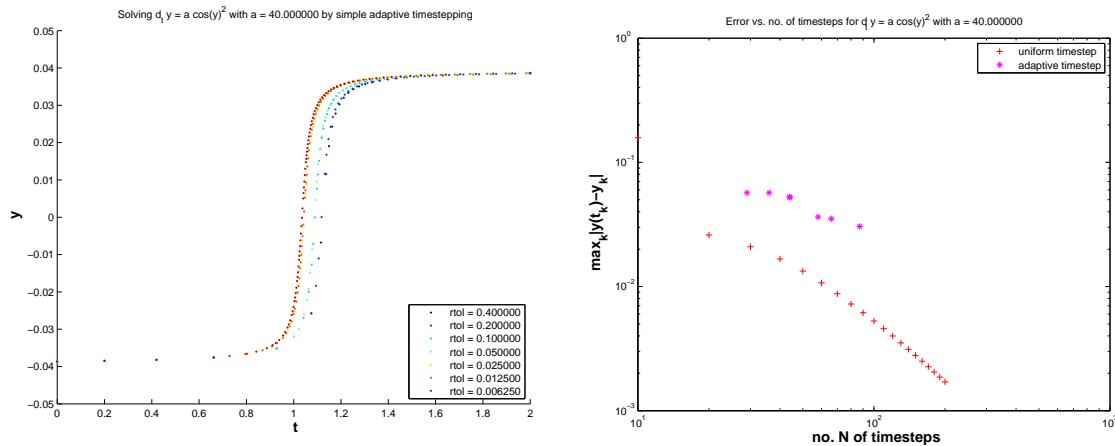 Solving d_t y = a cos(y)^2 with a = 40.000000 by simple adaptive timestepping
0.05
0.04
0.03
0.02
0.01
0
−0.01
−0.02
−0.03
−0.04
−0.05
y
0 0.2 0.4 0.6 0.8 1 1.2 1.4 1.6 1.8 2
t
rtol = 0.400000
rtol = 0.200000
rtol = 0.100000
rtol = 0.050000
rtol = 0.025000
rtol = 0.012500
rtol = 0.006250
Error vs. no. of timesteps for d_t y = a cos(y)^2 with a = 40.000000
10^0
10^−1
10^−2
10^−3
max_k|y(t_k)−y_k|
10^1 10^2 10^3
no. N of timesteps
uniform timestep
adaptive timestep